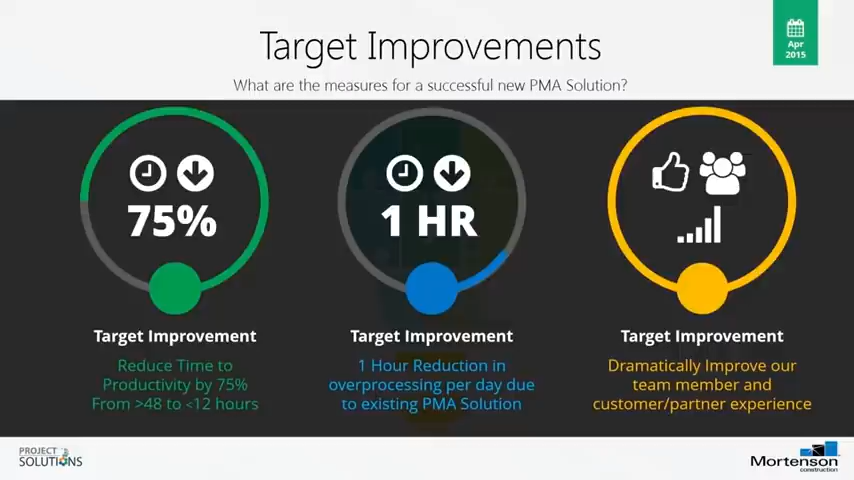 Target Improvements
What are the measures for a successful new PMA Solution?
Apr
2015
75%
1 HR
Target Improvement
Reduce Time to
Productivity by 75%
From >48 to <12 hours
Target Improvement
1 Hour Reduction in
overprocessing per day due
to existing PMA Solution
Target Improvement
Dramatically Improve our
team member and
customer/partner experience
PROJECT
SOLUTIONS
Mortenson
construction